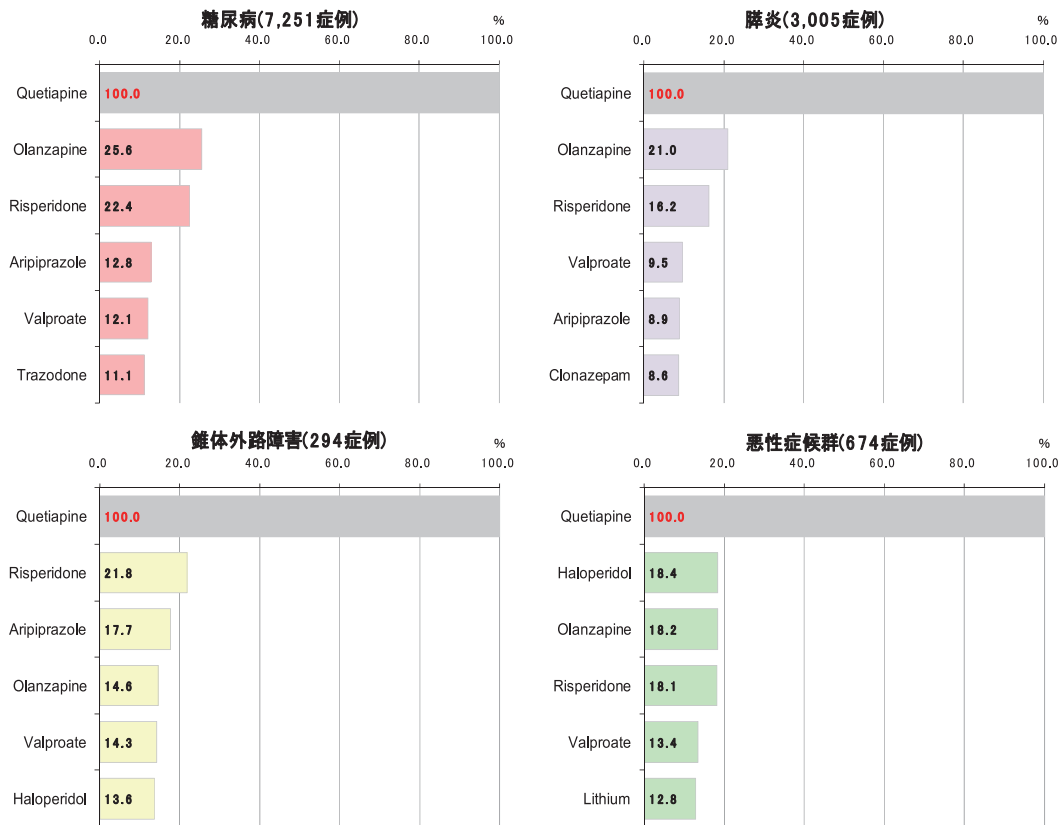 糖尿病(7,251症例)
%
0.0 20.0 40.0 60.0 80.0 100.0
Quetiapine 100.0
Olanzapine 25.6
Risperidone 22.4
Aripiprazole 12.8
Valproate 12.1
Trazodone 11.1
膵炎(3,005症例)
%
0.0 20.0 40.0 60.0 80.0 100.0
Quetiapine 100.0
Olanzapine 21.0
Risperidone 16.2
Valproate 9.5
Aripiprazole 8.9
Clonazepam 8.6
錐体外路障害(294症例)
%
0.0 20.0 40.0 60.0 80.0 100.0
Quetiapine 100.0
Risperidone 21.8
Aripiprazole 17.7
Olanzapine 14.6
Valproate 14.3
Haloperidol 13.6
悪性症候群(674症例)
%
0.0 20.0 40.0 60.0 80.0 100.0
Quetiapine 100.0
Haloperidol 18.4
Olanzapine 18.2
Risperidone 18.1
Valproate 13.4
Lithium 12.8